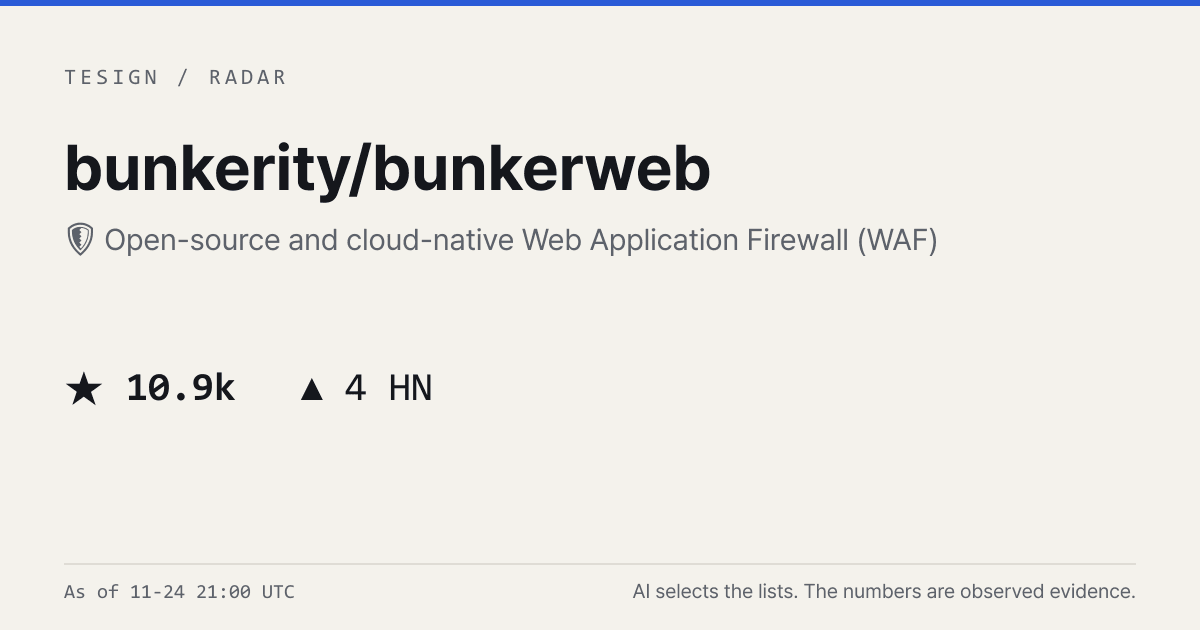 TESIGN / RADAR
bunkerity/bunkerweb
🛡 Open-source and cloud-native Web Application Firewall (WAF)
★ 10.9k ▲ 4 HN
As of 11-24 21:00 UTC
AI selects the lists. The numbers are observed evidence.